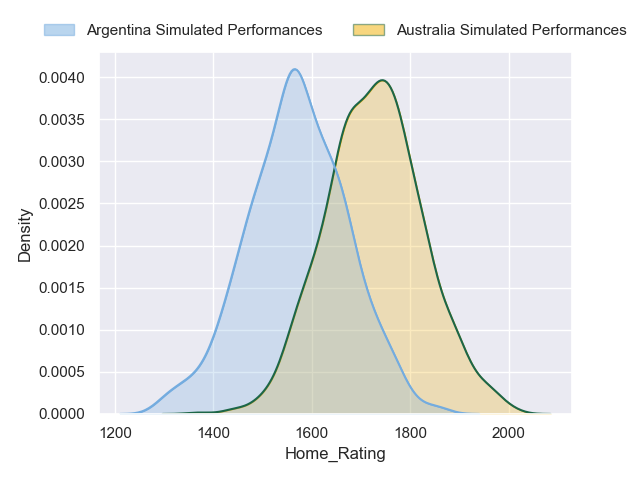 Argentina Simulated Performances Australia Simulated Performances
0.0040
0.0035
0.0030
0.0025
0.0020
0.0015
0.0010
0.0005
0.0000
Density
1200 1400 1600 1800 2000
Home_Rating